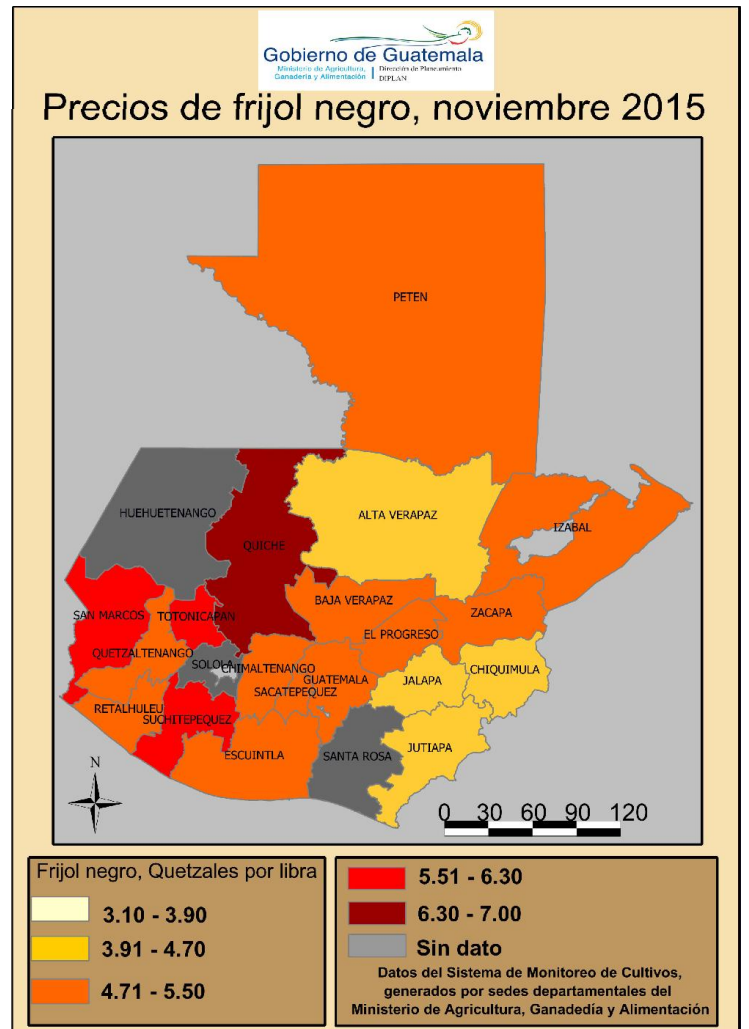 Gobierno de Guatemala
Ministerio de Agricultura,
Ganadería y Alimentación
Dirección de Planeamiento
DIPLAN
Precios de frijol negro, noviembre 2015
PETEN
HUEHUETENANGO
QUICHE
ALTA VERAPAZ
IZABAL
SAN MARCOS
TOTONICAPAN
BAJA VERAPAZ
ZACAPA
EL PROGRESO
QUETZALTENANGO
SOLOLA
CHIMALTENANGO
GUATEMALA
SACATEPEQUEZ
JALAPA
CHIQUIMULA
RETALHULEU
SUCHITEPEQUEZ
ESCUINTLA
SANTA ROSA
JUTIAPA
N
0 30 60 90 120
Frijol negro, Quetzales por libra
3.10 - 3.90
3.91 - 4.70
4.71 - 5.50
5.51 - 6.30
6.30 - 7.00
Sin dato
Datos del Sistema de Monitoreo de Cultivos,
generados por sedes departamentales del
Ministerio de Agricultura, Ganadedía y Alimentación